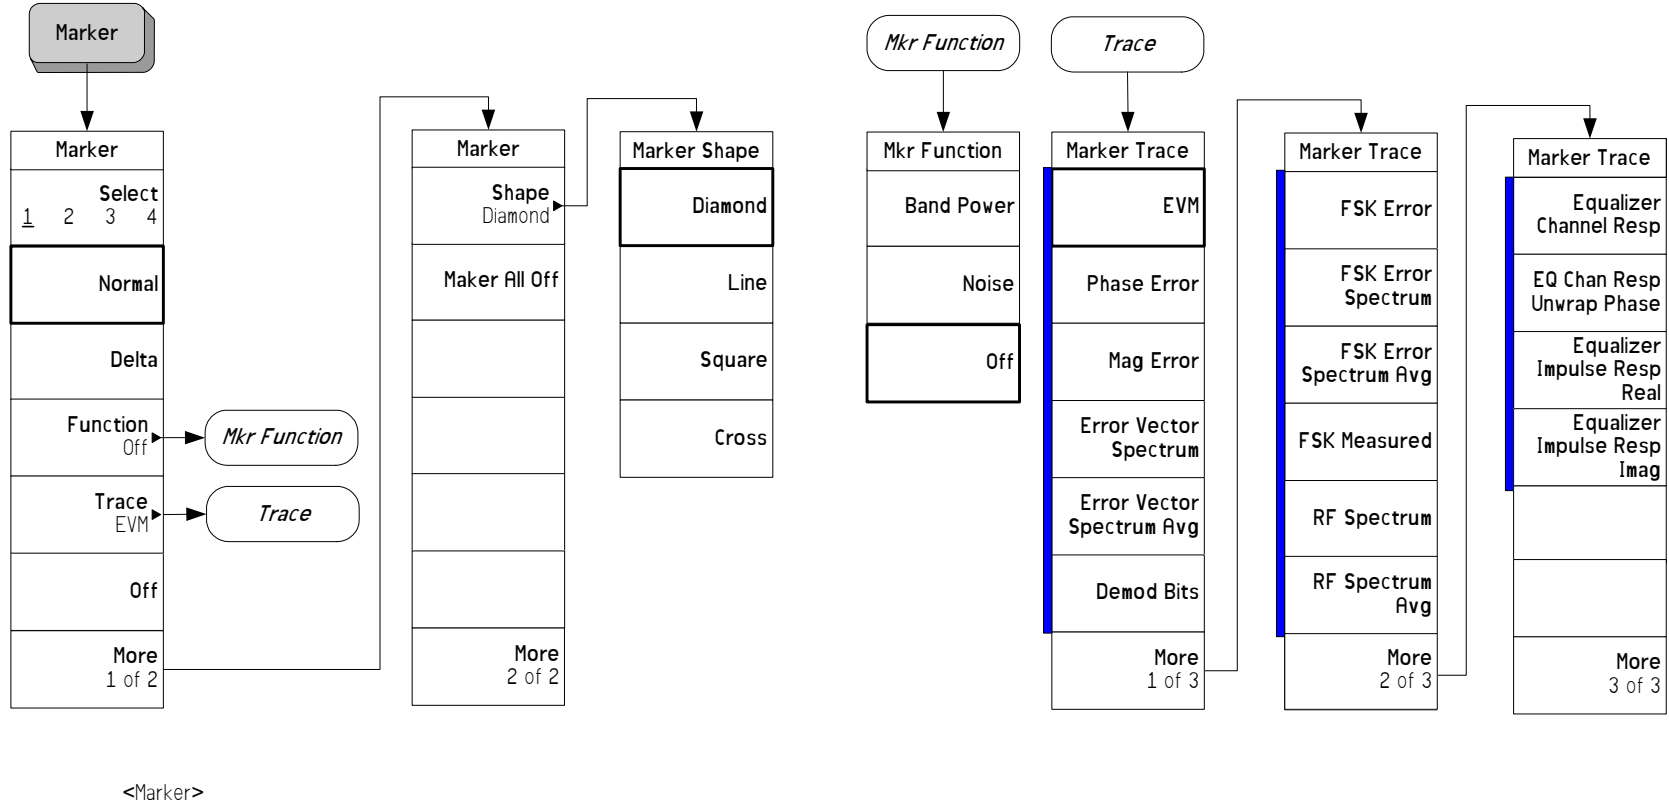 Marker
Marker
Select
1 2 3 4
Normal
Delta
Function
Off
Mkr Function
Trace
EVM
Trace
Off
More
1 of 2
Marker
Shape
Diamond
Maker All Off
More
2 of 2
Marker Shape
Diamond
Line
Square
Cross
Mkr Function
Mkr Function
Band Power
Noise
Off
Trace
Marker Trace
EVM
Phase Error
Mag Error
Error Vector
Spectrum
Error Vector
Spectrum Avg
Demod Bits
More
1 of 3
Marker Trace
FSK Error
FSK Error
Spectrum
FSK Error
Spectrum Avg
FSK Measured
RF Spectrum
RF Spectrum
Avg
More
2 of 3
Marker Trace
Equalizer
Channel Resp
EQ Chan Resp
Unwrap Phase
Equalizer
Impulse Resp
Real
Equalizer
Impulse Resp
Imag
More
3 of 3
<Marker>